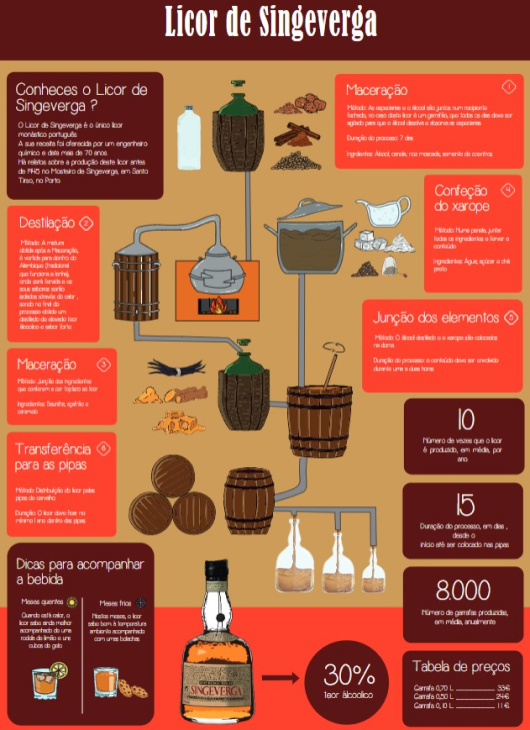 Licor de Singeverga
Conheces o Licor de
Singeverga ?
O Licor de Singeverga é o único licor
monástico português
A sua receita foi oferecida por um engenheiro
químico e data mais de 70 anos
Há relatos sobre a produção deste licor antes
de 1945 no Mosteiro de Singeverga, em Santo
Tirso, no Porto
Maceração
1
Método: As especiarias e o álcool são juntos num recipiente
fechado, no caso deste licor é um garrafão, que todos os dias deve ser
agitado para que o álcool dissolva e absorva as especiarias
Duração do processo: 7 dias
Ingredientes: Álcool, canela, noz moscada, semente de coentros
Confeção
do xarope
4
Método: Numa panela, juntar
todos os ingredientes e ferver o
conteúdo
Ingredientes: Água, açúcar e chá
preto
Destilação
2
Método: A mistura
obtida após a Maceração,
é vertida para dentro do
Alambique (tradicional
que funciona a lenha),
onde será fervida e os
seus sabores serão
isolados através do calor,
sendo no final do
processo obtido um
destilado de elevado teor
álcoolico e sabor forte
Junção dos elementos
5
Método: O álcool destilado e o xarope são colocados
na dorna
Duração do processo: o conteúdo deve ser envolvido
durante uma a duas horas
Maceração
3
Método: Junção dos ingredientes
que conferem a cor topázio ao licor
Ingredientes: Baunilha, açafrão e
caramelo
Transferência
para as pipas
6
Método: Distribuição do licor pelas
pipas de carvalho
Duração: O licor deve ficar no
mínimo 1 ano dentro das pipas
10
Número de vezes que o licor
é produzido, em média, por
ano
15
Duração do processo, em dias ,
desde o
início até ser colocado nas pipas
8.000
Número de garrafas produzidas,
em média, anualmente
Dicas para acompanhar
a bebida
Meses quentes
Quando está calor, o
licor sabe ainda melhor
acompanhado de uma
rodela de limão e uns
cubos de gelo
Meses frios
Nestes meses, o licor
sabe bem à temperatura
ambiente acompanhado
com umas bolachas
SINGEVERGA
30%
teor álcoolico
Tabela de preços
Garrafa 0,70 L 33€
Garrafa 0,50 L 24€
Garrafa 0, 10 L 11 €